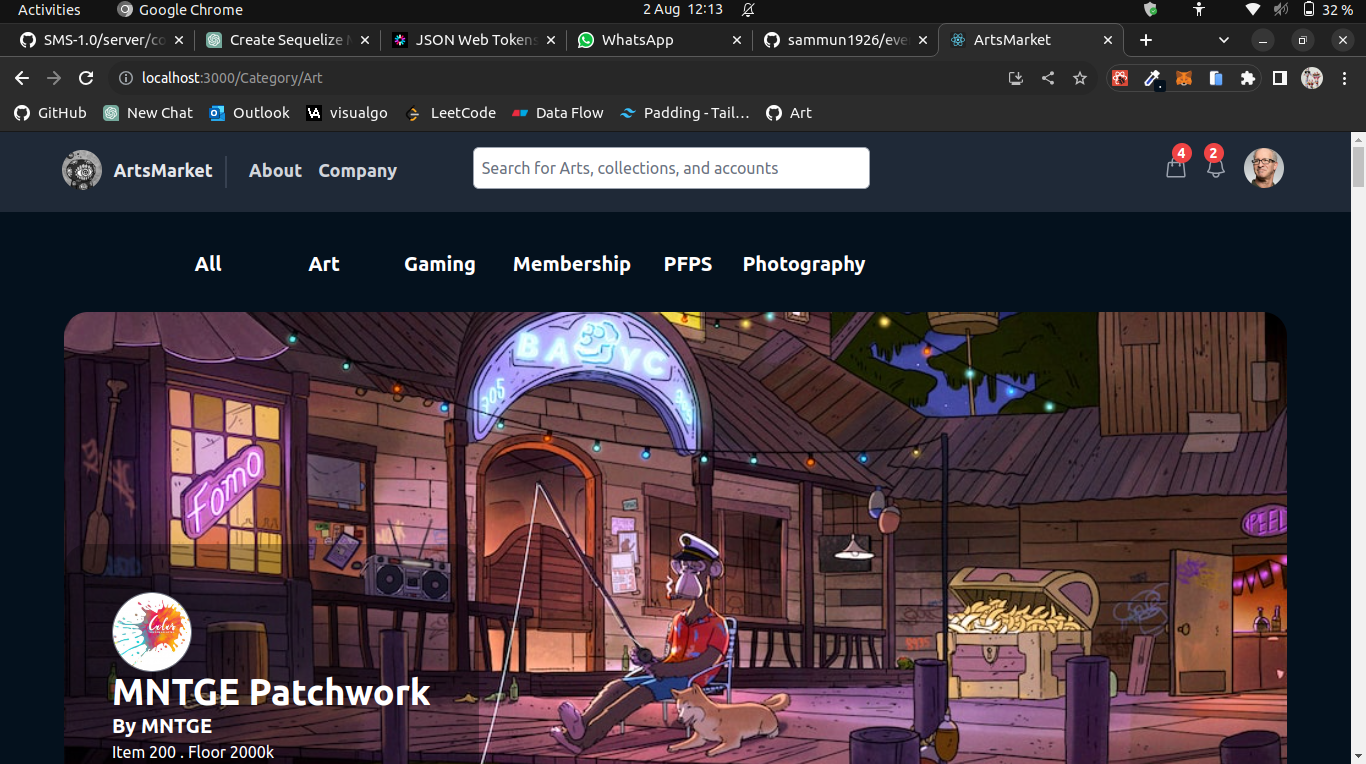 Activities
Google Chrome
2 Aug 12:13
32 %
SMS-1.0/server/co
Create Sequelize M
JSON Web Tokens
WhatsApp
sammun1926/eve
ArtsMarket
localhost:3000/Category/Art
GitHub
New Chat
Outlook
VA visualgo
LeetCode
Data Flow
Padding - Tail…
Art
ArtsMarket
About
Company
Search for Arts, collections, and accounts
4
2
All
Art
Gaming
Membership
PFPS
Photography
BAYC
305
Fomo
Color
MNTGE Patchwork
By MNTGE
Item 200 . Floor 2000k